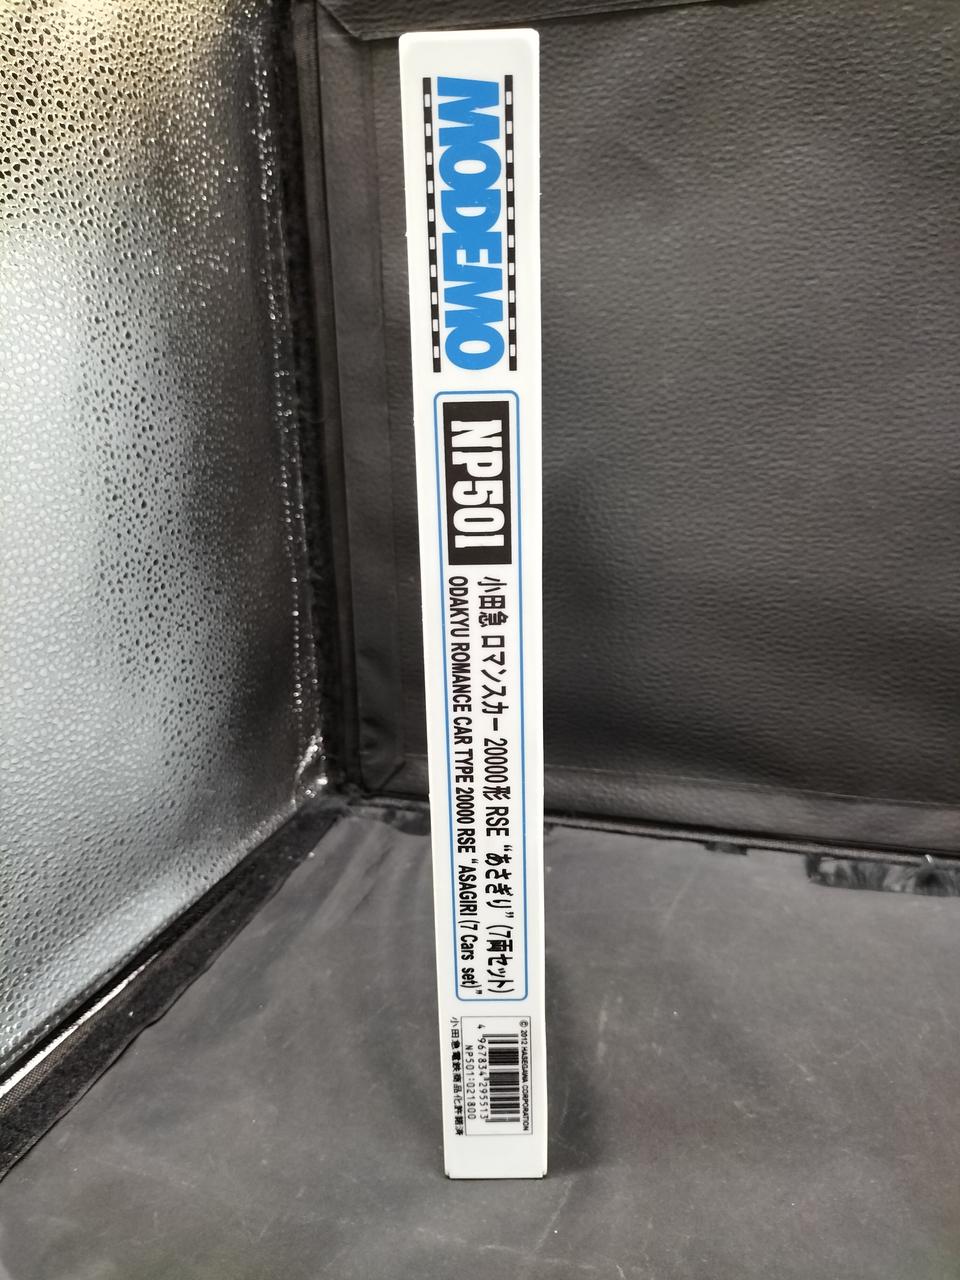 MODEMO
NP501
小田急 ロマンスカー 20000形 RSE “あさぎり” (7両セット)
ODAKYU ROMANCE CAR TYPE 20000 RSE “ASAGIRI (7 Cars set)”
© 2012 HASEGAWA CORPORATION
4 967834 295513
NP501:021800
小田急電鉄商品化許諾済